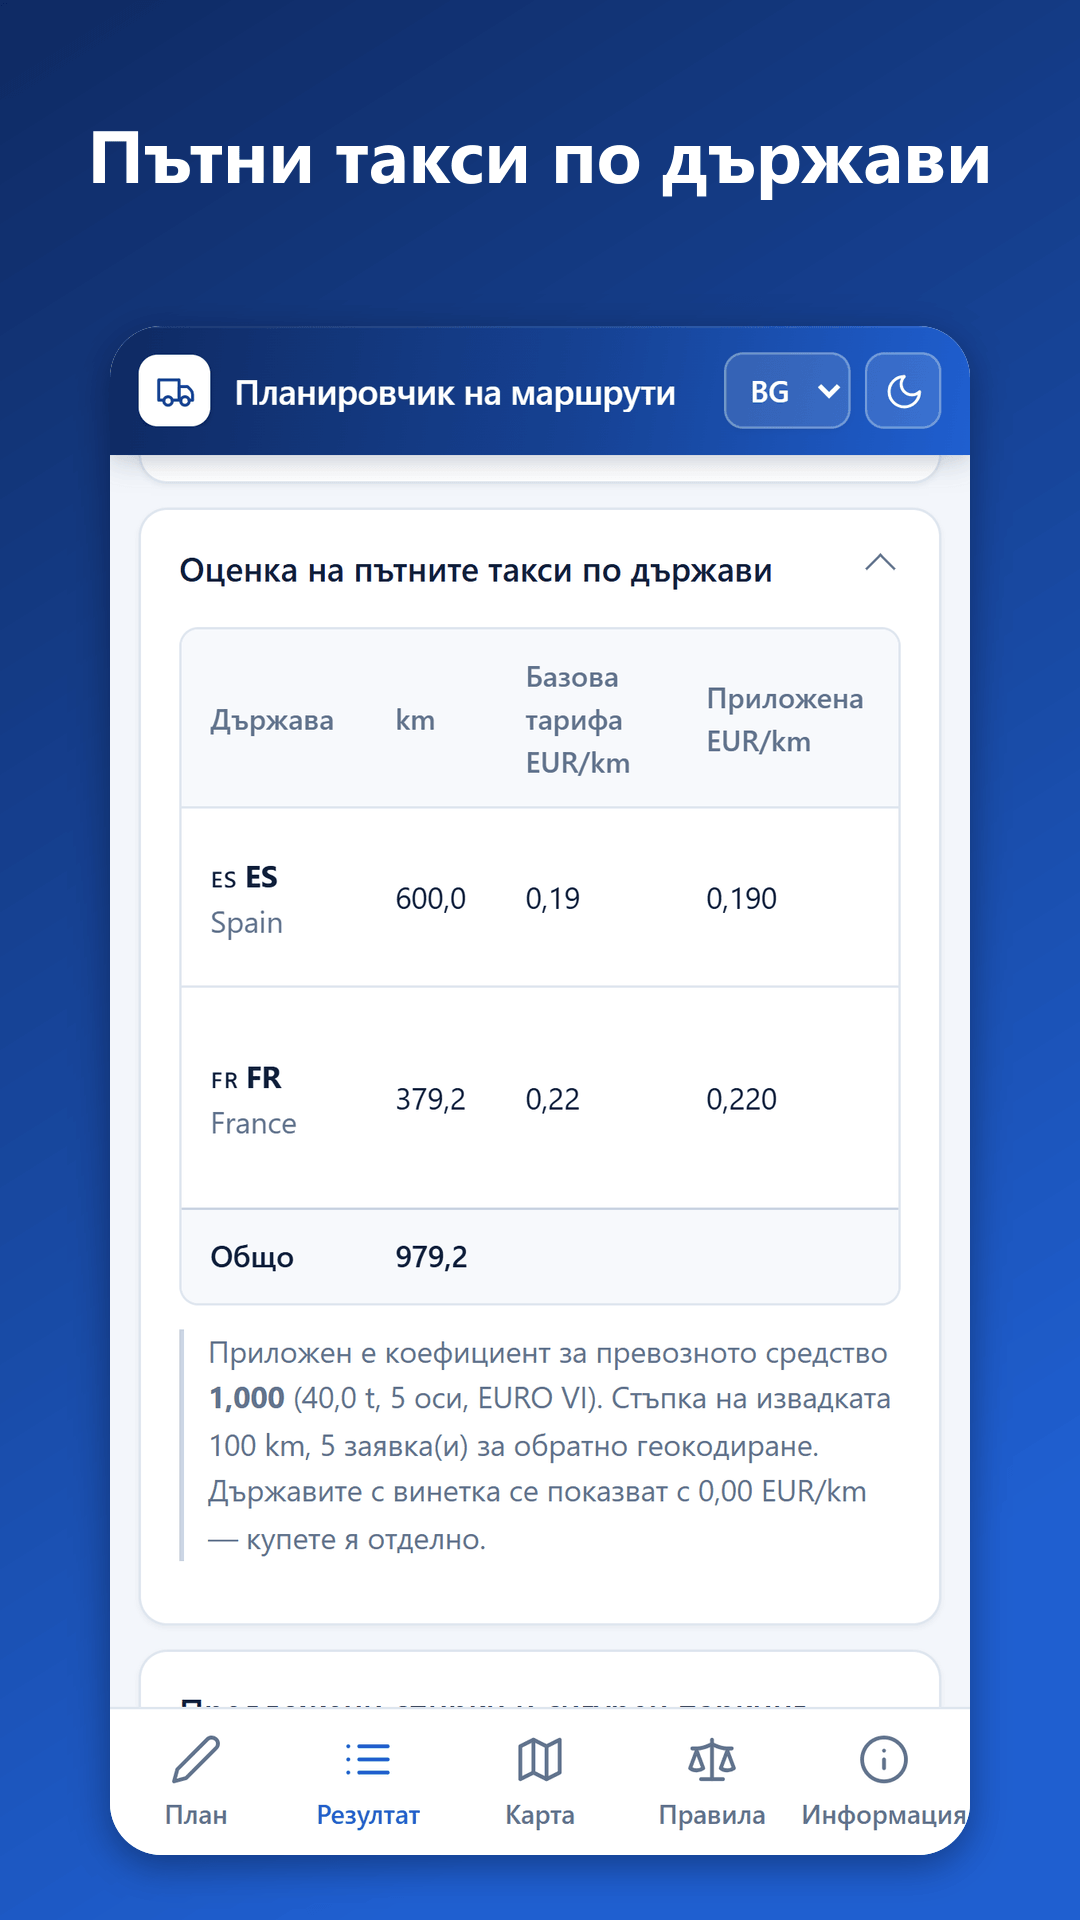 Пътни такси по държави
Планировчик на маршрути
BG
Оценка на пътните такси по държави
Държава km Базова тарифа EUR/km Приложена EUR/km
ES ES Spain 600,0 0,19 0,190
FR FR France 379,2 0,22 0,220
Общо 979,2
Приложен е коефициент за превозното средство
1,000 (40,0 t, 5 оси, EURO VI). Стъпка на извадката
100 km, 5 заявка(и) за обратно геокодиране.
Държавите с винетка се показват с 0,00 EUR/km
— купете я отделно.
План Резултат Карта Правила Информация